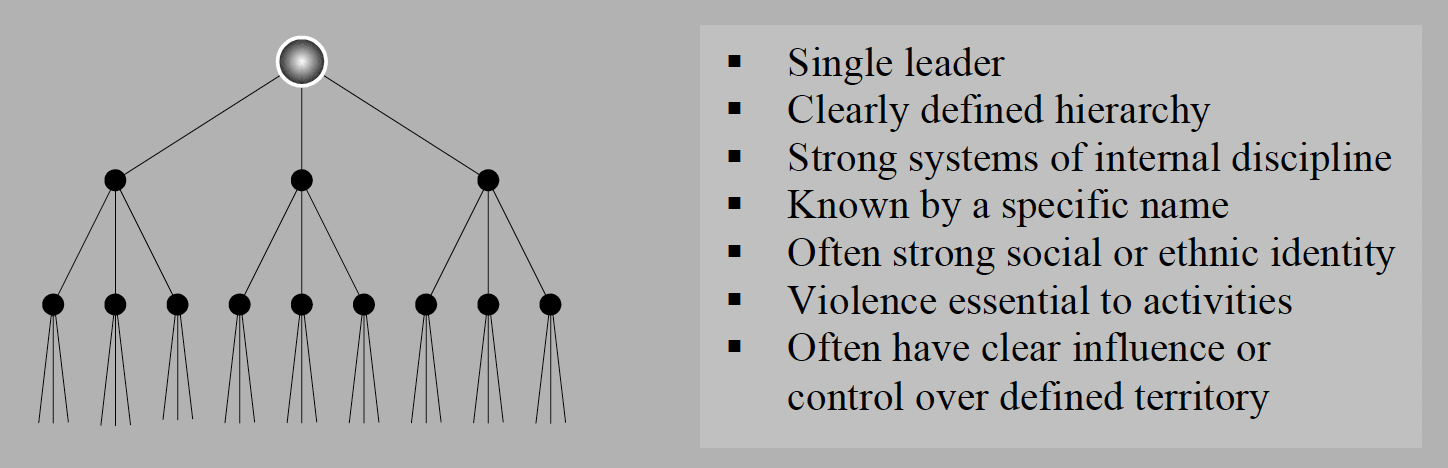 ▪ Single leader
▪ Clearly defined hierarchy
▪ Strong systems of internal discipline
▪ Known by a specific name
▪ Often strong social or ethnic identity
▪ Violence essential to activities
▪ Often have clear influence or
control over defined territory